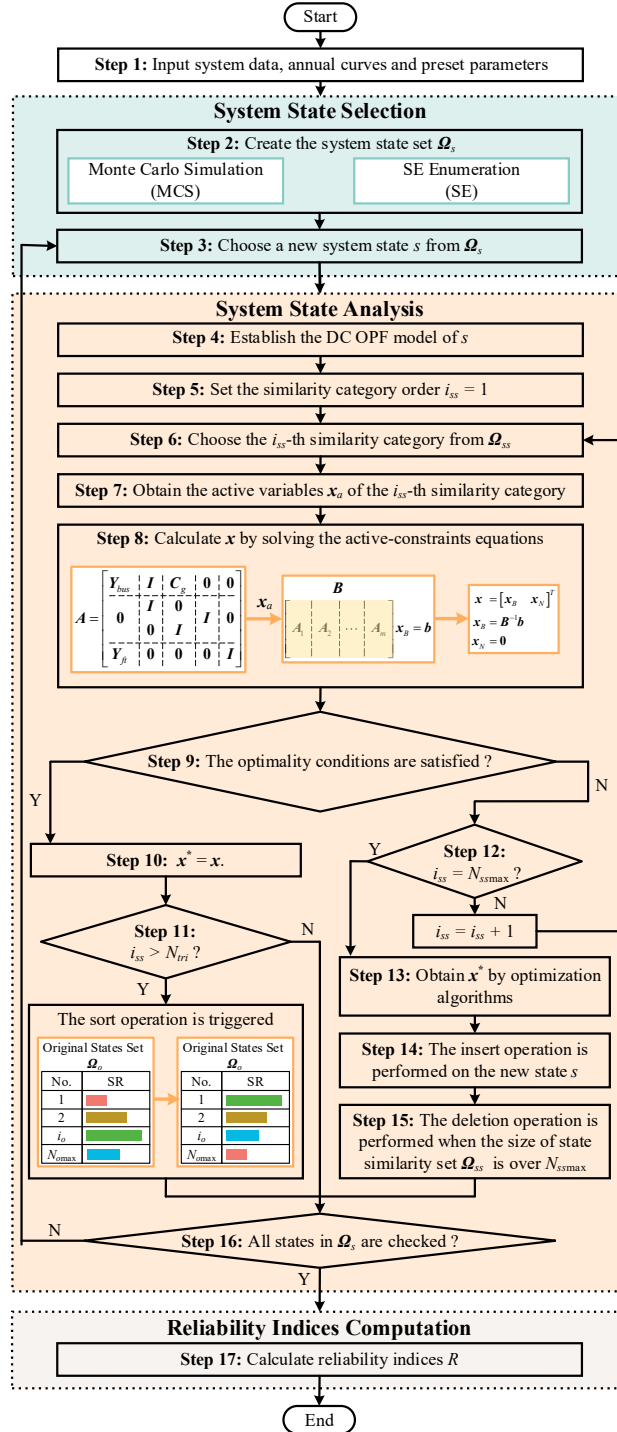 Start
Step 1: Input system data, annual curves and preset parameters
System State Selection
Step 2: Create the system state set Ωs
Monte Carlo Simulation
(MCS)
SE Enumeration
(SE)
Step 3: Choose a new system state s from Ωs
System State Analysis
Step 4: Establish the DC OPF model of s
Step 5: Set the similarity category order iss = 1
Step 6: Choose the iss-th similarity category from Ωss
Step 7: Obtain the active variables xa of the iss-th similarity category
Step 8: Calculate x by solving the active-constraints equations
A =
Ybus I Cg 0 0
0 I 0 I 0
0 I
Yft 0 0 0 I
xa
B
A1 A2 ⋯ Am xB = b
x = [xB xN]T
xB = B−1b
xN = 0
Step 9: The optimality conditions are satisfied ?
Y
N
Step 10: x* = x.
Step 12:
iss = Nssmax ?
Y
N
iss = iss + 1
Step 11:
iss > Ntri ?
N
Y
Step 13: Obtain x* by optimization
algorithms
The sort operation is triggered
Original States Set
Ωo
No. SR
1
2
io
Nomax
Original States Set
Ωo
No. SR
1
2
io
Nomax
Step 14: The insert operation is
performed on the new state s
Step 15: The deletion operation is
performed when the size of state
similarity set Ωss is over Nssmax
N
Step 16: All states in Ωs are checked ?
Y
Reliability Indices Computation
Step 17: Calculate reliability indices R
End